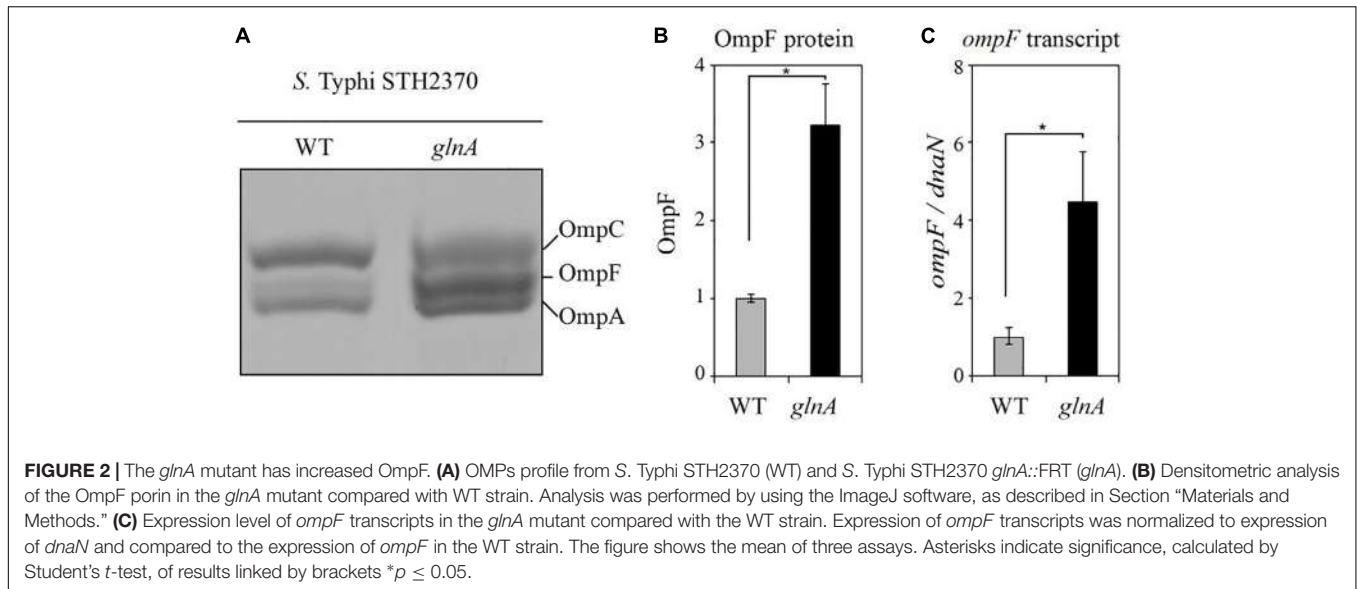 A
S. Typhi STH2370
WT glnA
OmpC
OmpF
OmpA
B
OmpF protein
4
3
2
1
0
OmpF
*
WT glnA
C
ompF transcript
8
6
4
2
0
ompF / dnaN
*
WT glnA
FIGURE 2 | The glnA mutant has increased OmpF. (A) OMPs profile from S. Typhi STH2370 (WT) and S. Typhi STH2370 glnA::FRT (glnA). (B) Densitometric analysis
of the OmpF porin in the glnA mutant compared with WT strain. Analysis was performed by using the ImageJ software, as described in Section “Materials and
Methods.” (C) Expression level of ompF transcripts in the glnA mutant compared with the WT strain. Expression of ompF transcripts was normalized to expression
of dnaN and compared to the expression of ompF in the WT strain. The figure shows the mean of three assays. Asterisks indicate significance, calculated by
Student’s t-test, of results linked by brackets *p ≤ 0.05.